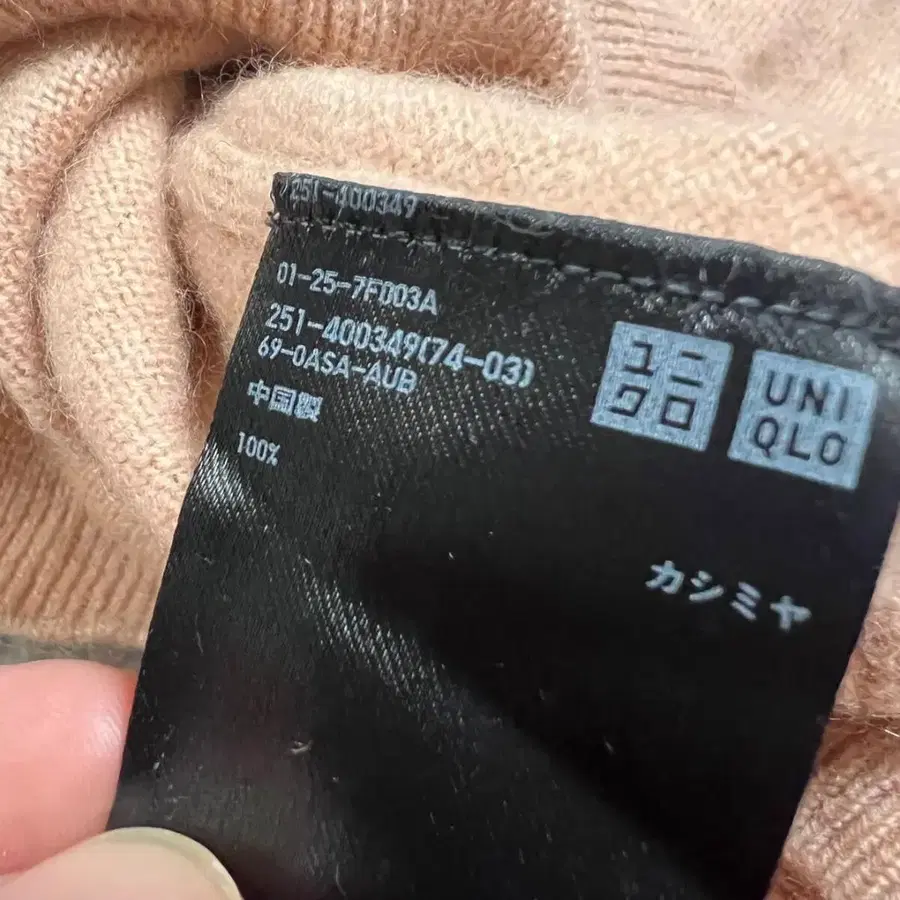 251-400349
01-25-7F003A
251-400349(74-03)
69-0ASA-AUB
中国製
100%
ユニ
クロ
UNI
QLO
カシミヤ